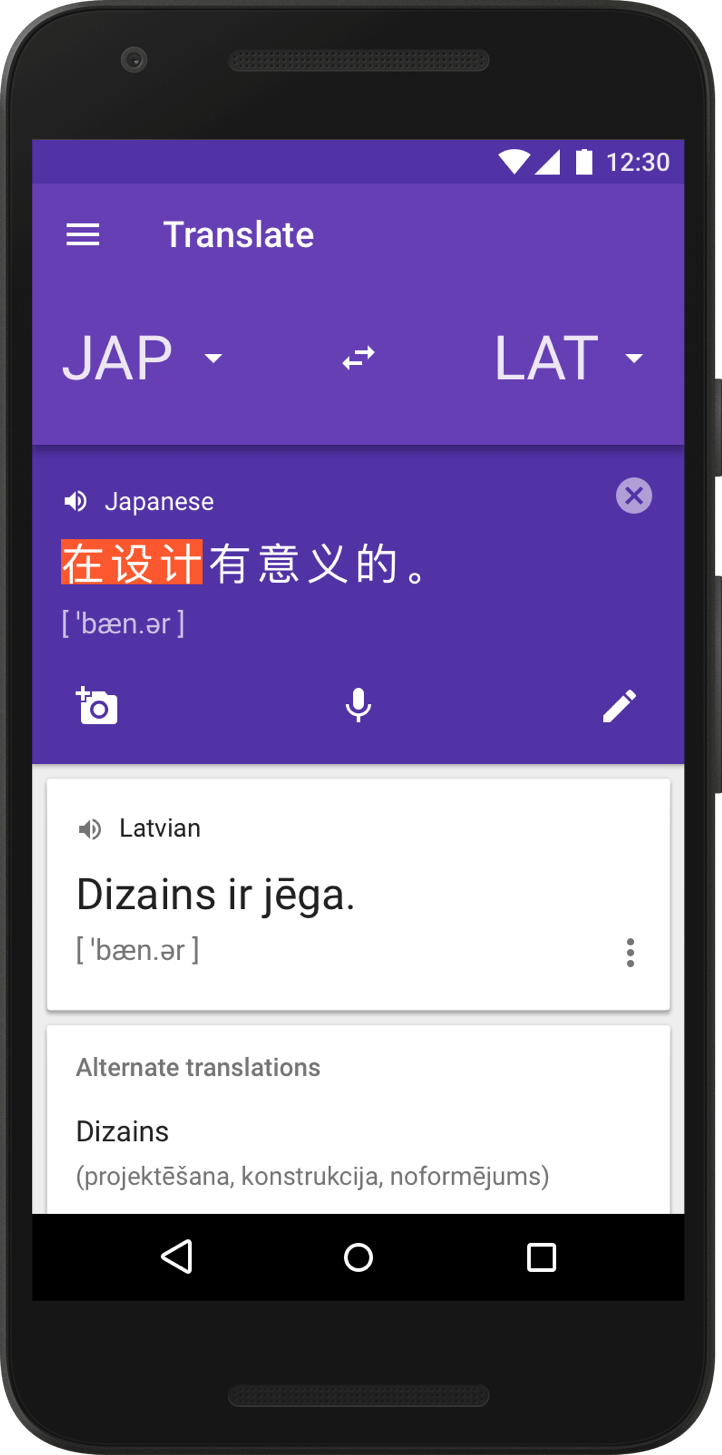 12:30
Translate
JAP
LAT
Japanese
在设计有意义的。
[ ˈbæn.ər ]
Latvian
Dizains ir jēga.
[ ˈbæn.ər ]
Alternate translations
Dizains
(projektēšana, konstrukcija, noformējums)